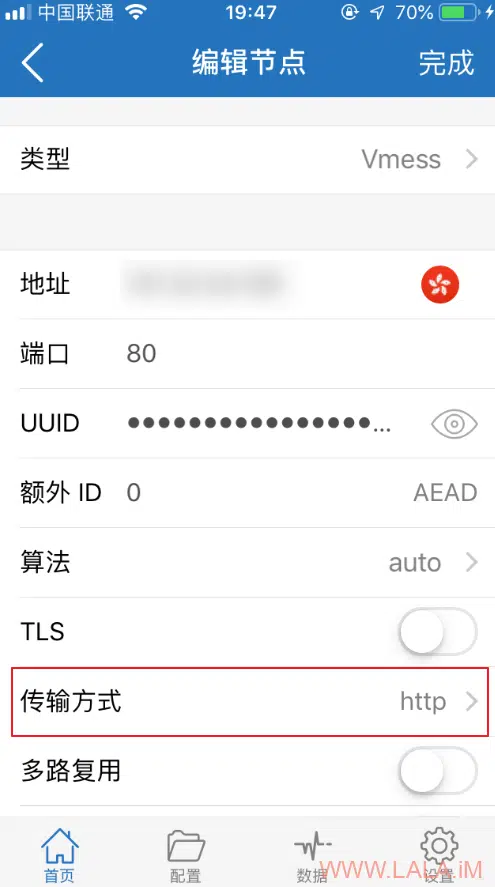 中国联通 19:47 70%
编辑节点 完成
类型 Vmess
地址
端口 80
UUID ●●●●●●●●●●●●●●●●...
额外 ID 0 AEAD
算法 auto
TLS
传输方式 http
多路复用
首页 配置 数据 设置
WWW.LALA.iM